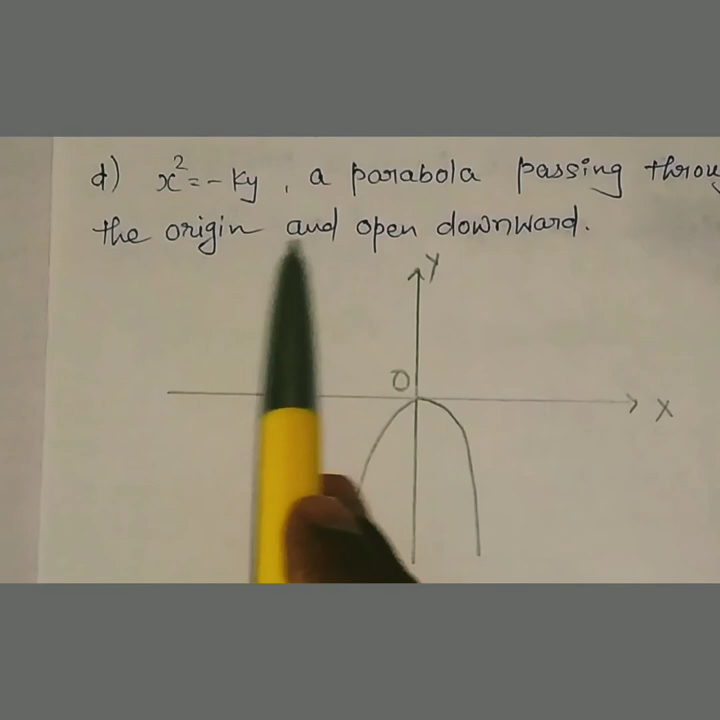 d) x² = - ky, a parabola passing throu
the origin and open downward.
Y
O
X